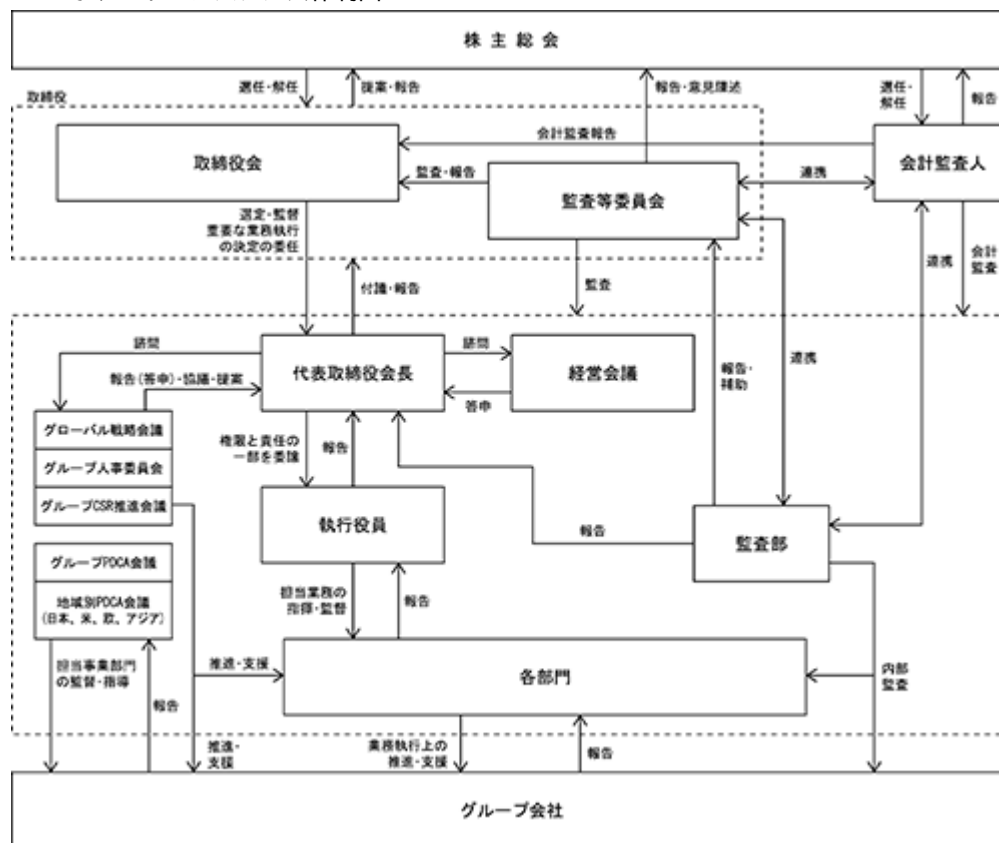 株主総会
選任・解任
提案・報告
報告・意見陳述
選任・
解任
報告
取締役
取締役会
会計監査報告
会計監査人
監査・報告
監査等委員会
連携
選定・監督
重要な業務執行
の決定の委任
連携
会計
監査
付議・報告
監査
諮問
代表取締役会長
諮問
経営会議
報告・
補助
連携
報告(答申)・協議・提案
答申
グローバル戦略会議
グループ人事委員会
グループCSR推進会議
権限と責任の
一部を委譲
報告
執行役員
報告
監査部
グループPDCA会議
地域別PDCA会議
(日本、米、欧、アジア)
担当業務の
指揮・監督
報告
担当事業部門
の監督・指導
報告
推進・支援
各部門
内部
監査
推進・
支援
業務執行上の
推進・支援
報告
グループ会社